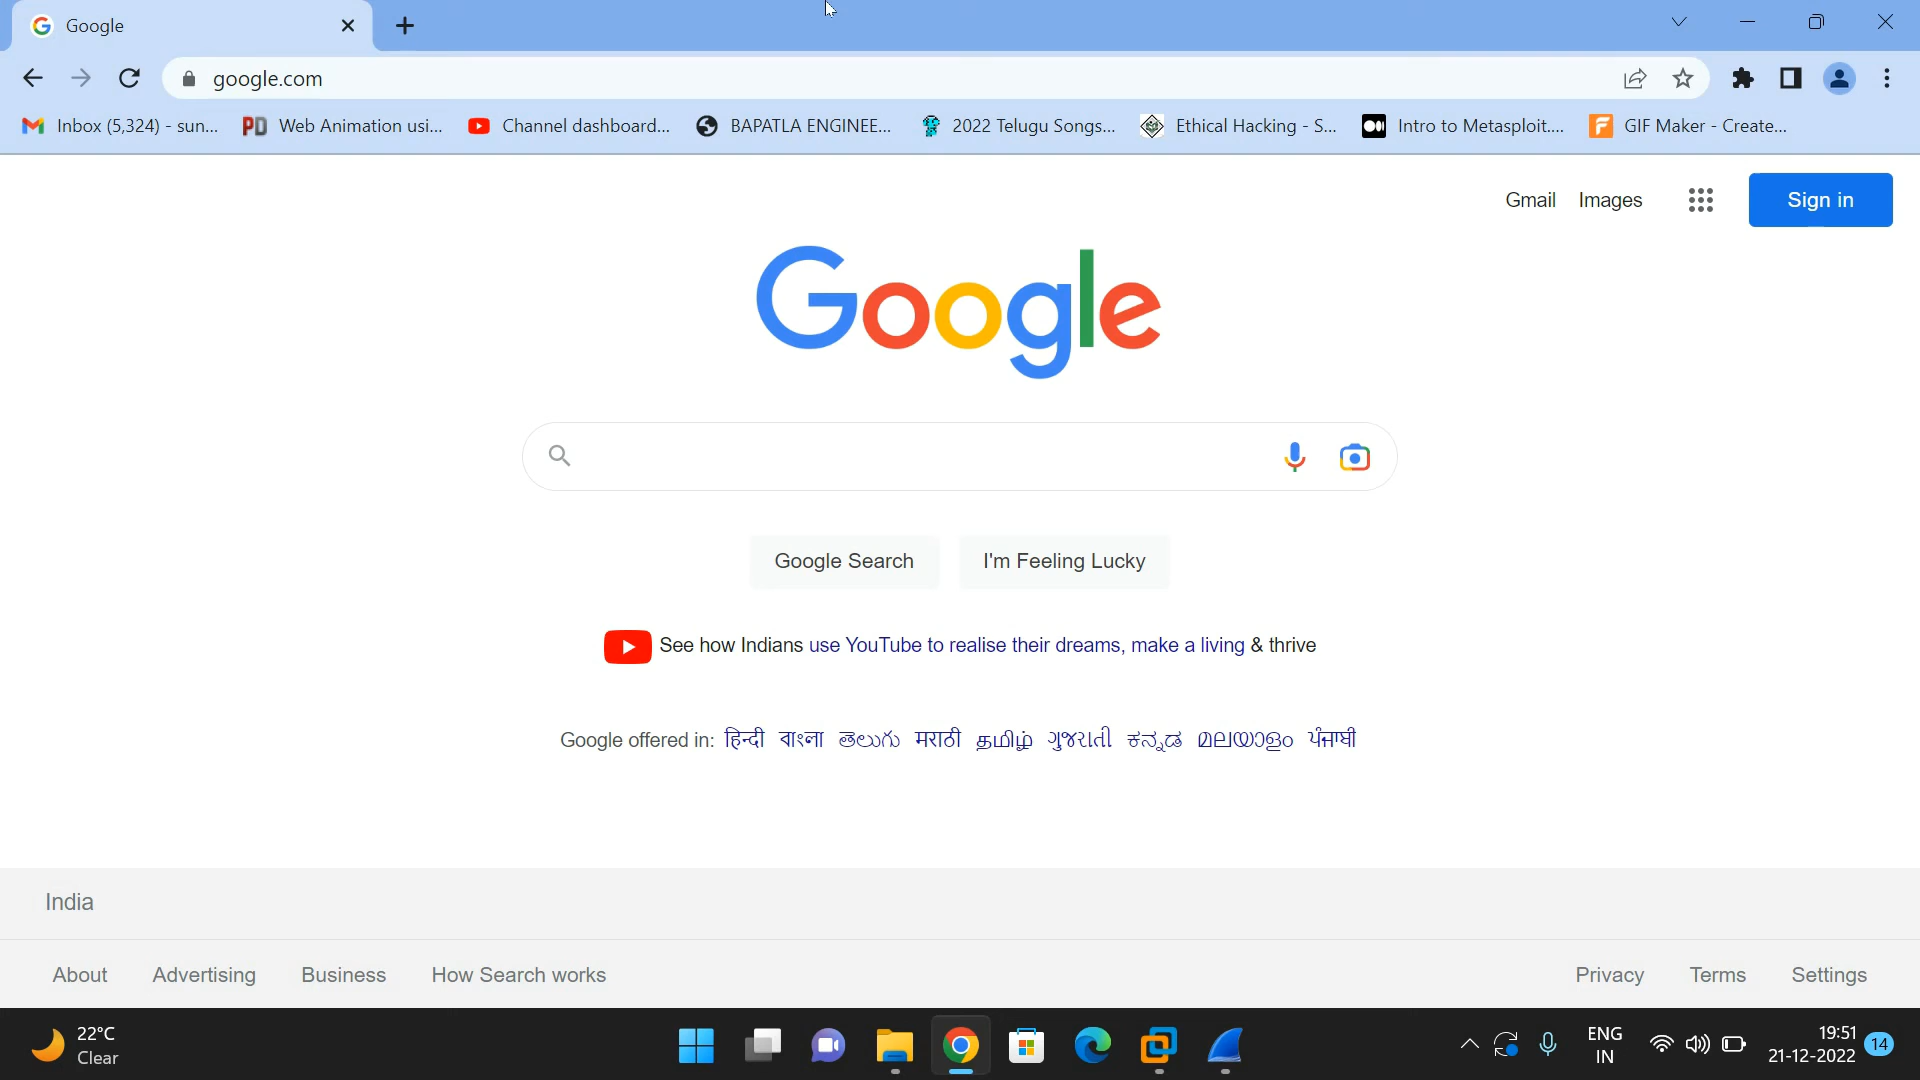 Google
google.com
Inbox (5,324) - sun... Web Animation usi... Channel dashboard... BAPATLA ENGINEE... 2022 Telugu Songs... Ethical Hacking - S... Intro to Metasploit.... GIF Maker - Create...
Gmail Images Sign in
Google
Google Search I'm Feeling Lucky
See how Indians use YouTube to realise their dreams, make a living & thrive
Google offered in: हिन्दी বাংলা తెలుగు मराठी தமிழ் ગુજરાતી ಕನ್ನಡ മലയാളം ਪੰਜਾਬੀ
India
About Advertising Business How Search works Privacy Terms Settings
22°C
Clear
ENG
IN
19:51
21-12-2022
14